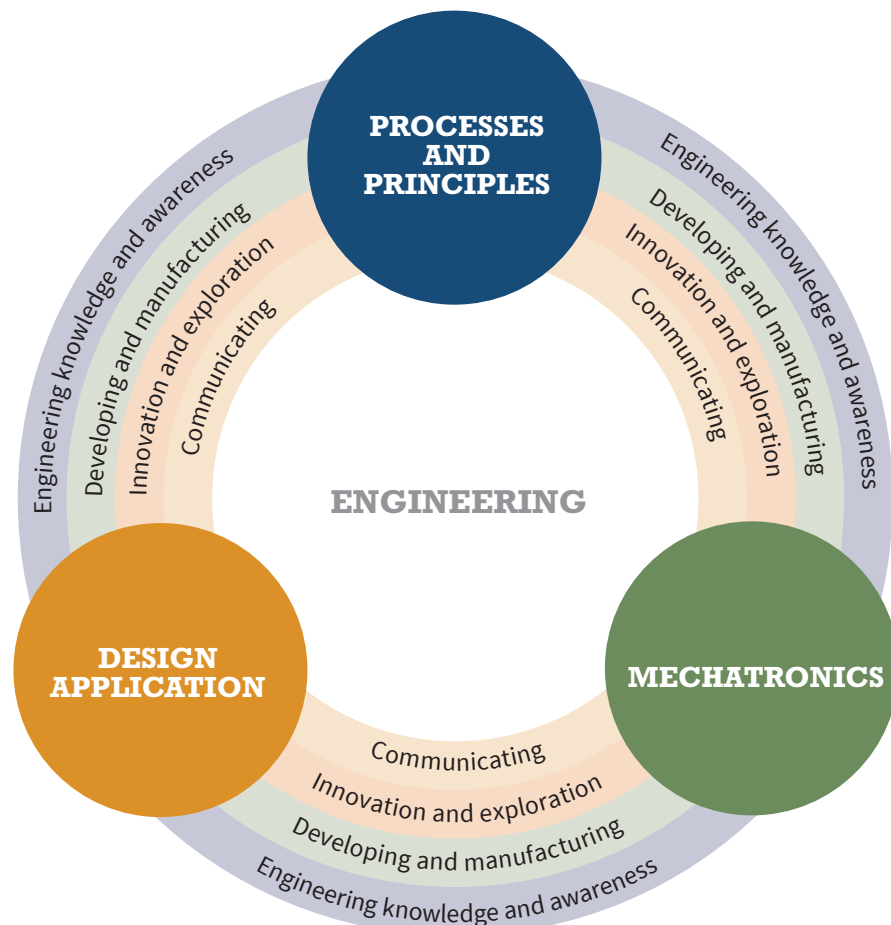 PROCESSES
AND
PRINCIPLES
Engineering knowledge and awareness
Developing and manufacturing
Innovation and exploration
Communicating
Engineering knowledge and awareness
Developing and manufacturing
Innovation and exploration
Communicating
ENGINEERING
DESIGN
APPLICATION
MECHATRONICS
Communicating
Innovation and exploration
Developing and manufacturing
Engineering knowledge and awareness